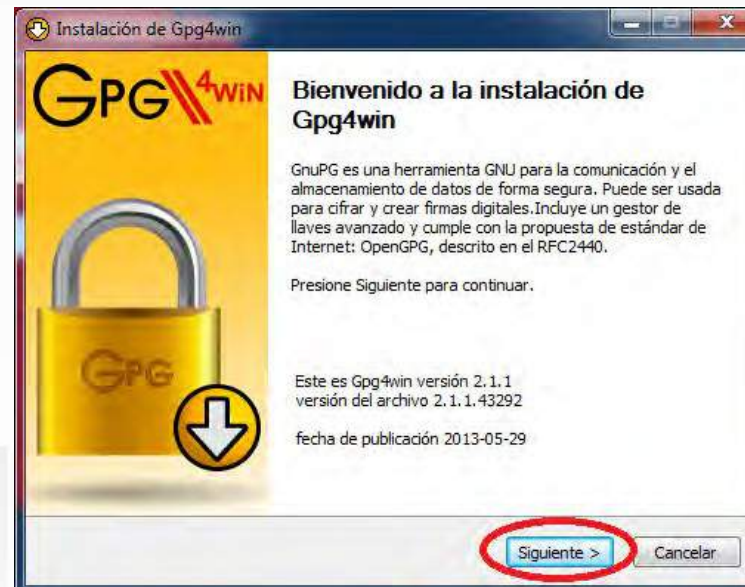 Instalación de Gpg4win
GPG4WiN
Bienvenido a la instalación de
Gpg4win
GnuPG es una herramienta GNU para la comunicación y el
almacenamiento de datos de forma segura. Puede ser usada
para cifrar y crear firmas digitales.Incluye un gestor de
llaves avanzado y cumple con la propuesta de estándar de
Internet: OpenGPG, descrito en el RFC2440.
Presione Siguiente para continuar.
GPG
Este es Gpg4win versión 2.1.1
versión del archivo 2.1.1.43292
fecha de publicación 2013-05-29
Siguiente >
Cancelar